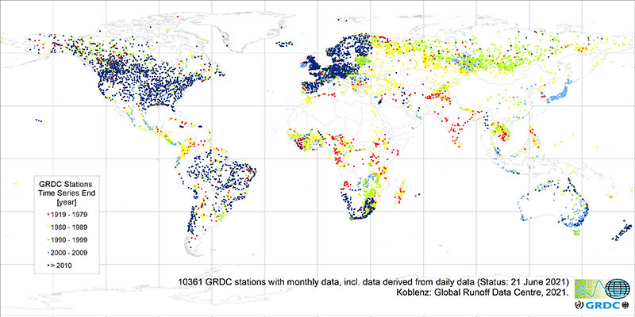 GRDC Stations
Time Series End
[year]
1919 - 1979
1980 - 1989
1990 - 1999
2000 - 2009
> 2010
10361 GRDC stations with monthly data, incl. data derived from daily data (Status: 21 June 2021)
Koblenz: Global Runoff Data Centre, 2021.
GRDC